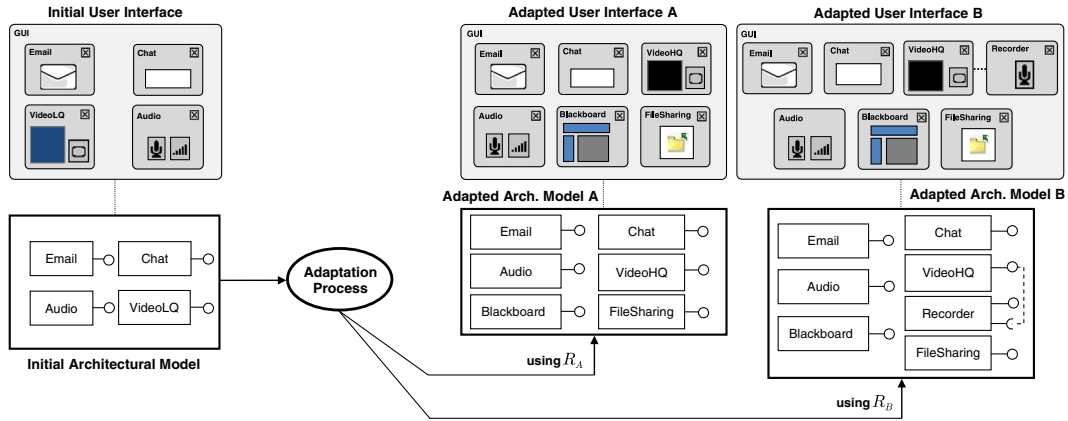 Initial User Interface
GUI
Email
Chat
VideoLQ
Audio
Email
Chat
Audio
VideoLQ
Initial Architectural Model
Adaptation
Process
Adapted User Interface A
GUI
Email
Chat
VideoHQ
Audio
Blackboard
FileSharing
Adapted Arch. Model A
Email
Chat
Audio
VideoHQ
Blackboard
FileSharing
using R_A
Adapted User Interface B
GUI
Email
Chat
VideoHQ
Recorder
Audio
Blackboard
FileSharing
Adapted Arch. Model B
Email
Chat
Audio
VideoHQ
Blackboard
Recorder
FileSharing
using R_B